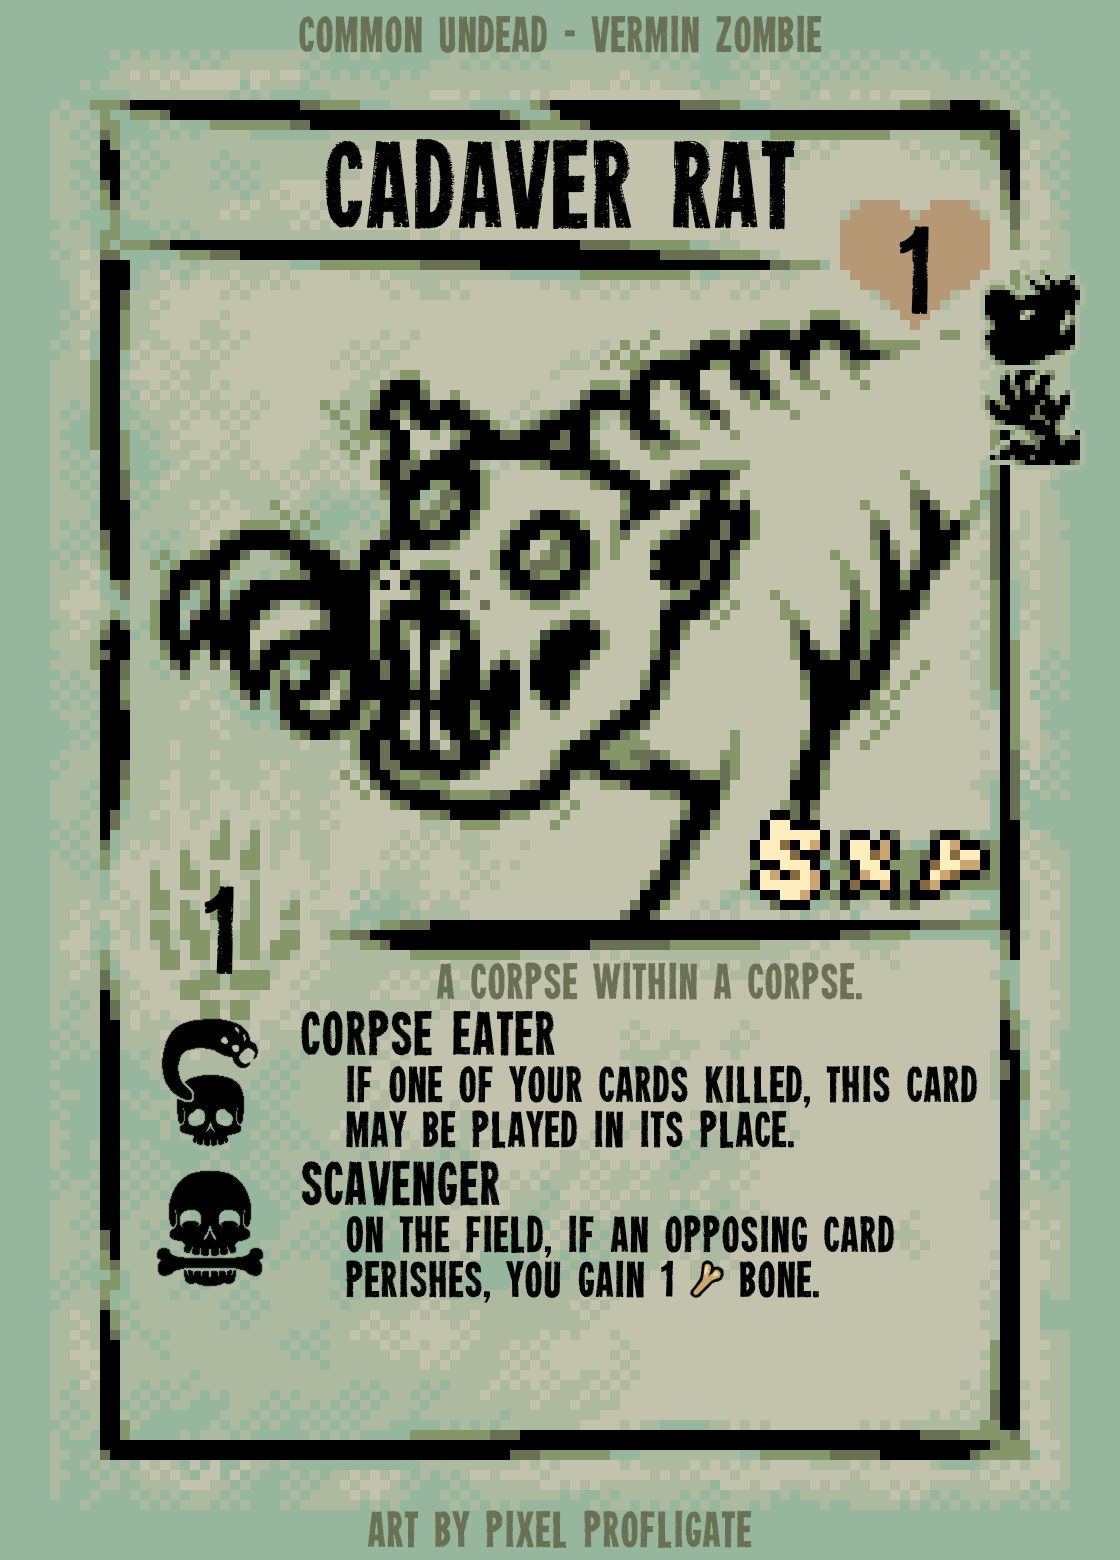 COMMON UNDEAD - VERMIN ZOMBIE
CADAVER RAT
1
5 X
1
A CORPSE WITHIN A CORPSE.
CORPSE EATER
IF ONE OF YOUR CARDS KILLED, THIS CARD
MAY BE PLAYED IN ITS PLACE.
SCAVENGER
ON THE FIELD, IF AN OPPOSING CARD
PERISHES, YOU GAIN 1 BONE.
ART BY PIXEL PROFLIGATE